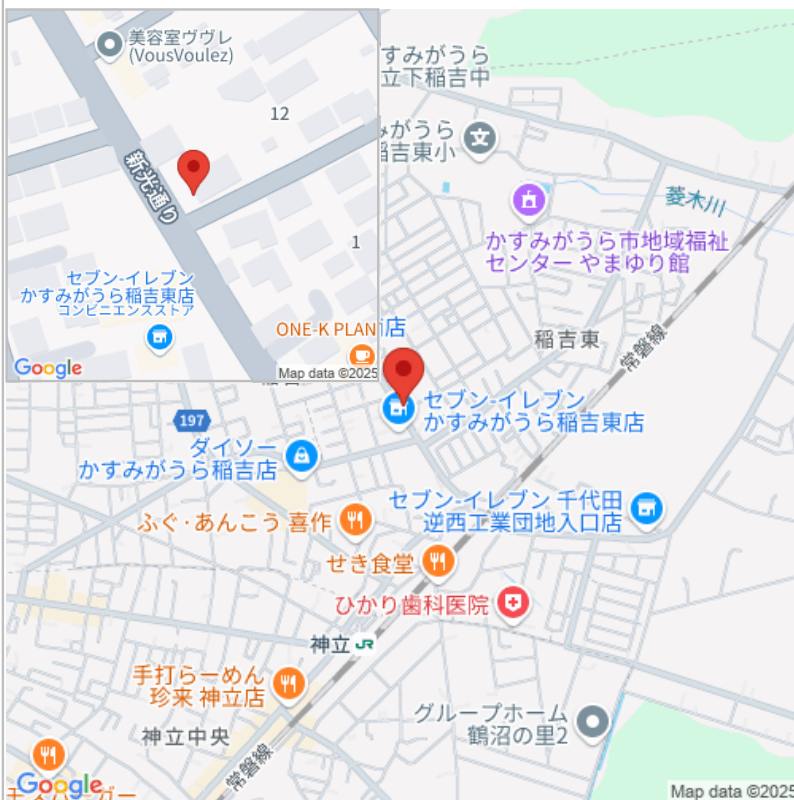 美容室ヴヴレ
(VousVoulez)
12
新光通り
1
セブン-イレブン
かすみがうら稲吉東店
コンビニエンスストア
ONE-K PLAN
Google
Map data ©2025
すみがうら
立下稲吉中
みがうら
稲吉東小
菱木川
かすみがうら市地域福祉
センター やまゆり館
店
稲吉東
常磐線
セブン-イレブン
かすみがうら稲吉東店
197
ダイソー
かすみがうら稲吉店
セブン-イレブン 千代田
逆西工業団地入口店
ふぐ・あんこう 喜作
せき食堂
ひかり歯科医院
神立 JR
手打らーめん
珍来 神立店
グループホーム
鶴沼の里2
神立中央
常磐線
Google
Map data ©2025